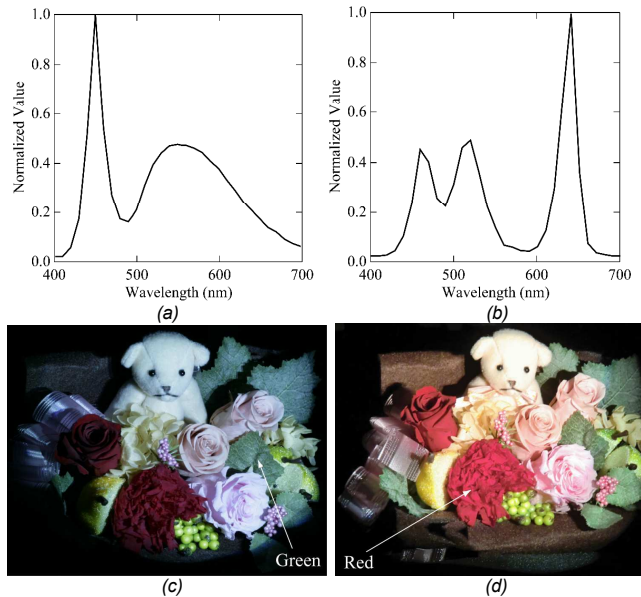 1.0
0.8
0.6
0.4
0.2
0.0
Normalized Value
400
500
600
700
Wavelength (nm)
(a)
1.0
0.8
0.6
0.4
0.2
0.0
Normalized Value
400
500
600
700
Wavelength (nm)
(b)
Green
(c)
Red
(d)